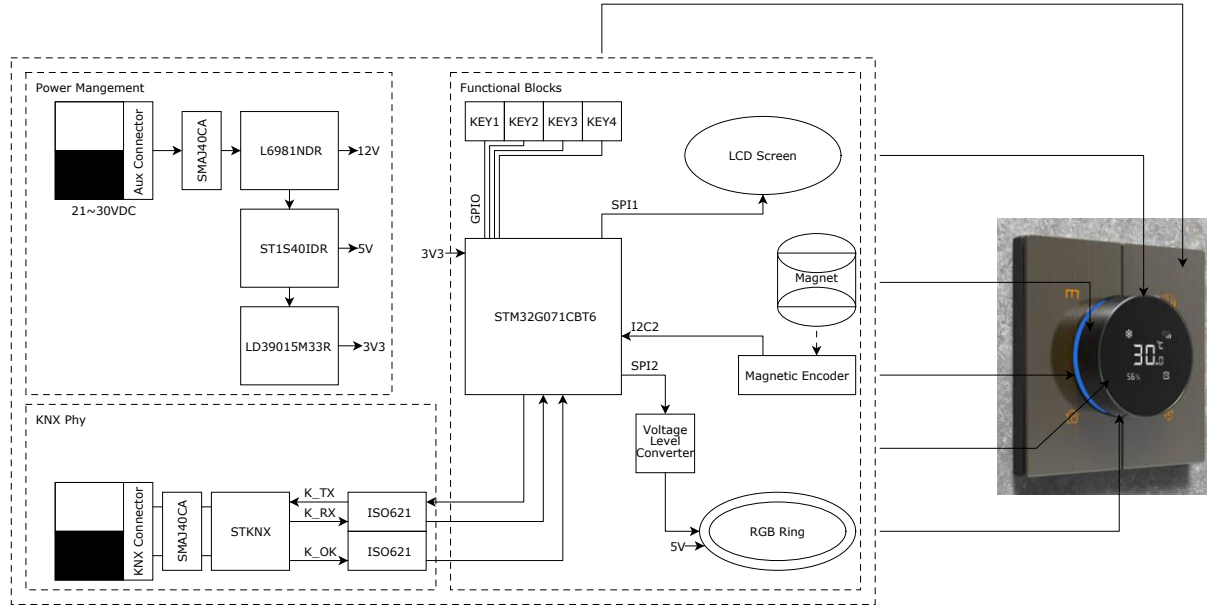 Power Mangement
Aux Connector
21~30VDC
SMAJ40CA
L6981NDR
12V
ST1S40IDR
5V
LD39015M33R
3V3
KNX Phy
KNX Connector
SMAJ40CA
STKNX
K_TX
K_RX
K_OK
ISO621
ISO621
Functional Blocks
KEY1 KEY2 KEY3 KEY4
GPIO
3V3
STM32G071CBT6
SPI1
LCD Screen
Magnet
I2C2
Magnetic Encoder
SPI2
Voltage
Level
Converter
5V
RGB Ring
30.0 ℃
56%